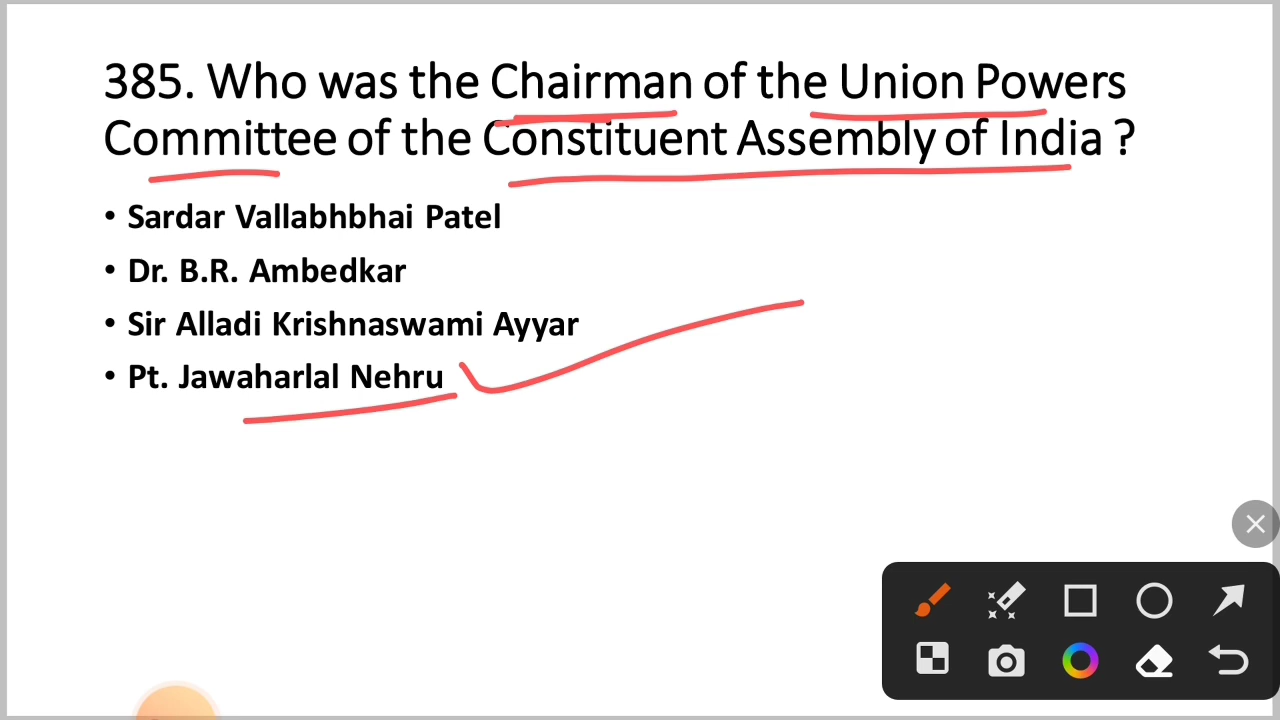 385. Who was the Chairman of the Union Powers
Committee of the Constituent Assembly of India ?
• Sardar Vallabhbhai Patel
• Dr. B.R. Ambedkar
• Sir Alladi Krishnaswami Ayyar
• Pt. Jawaharlal Nehru